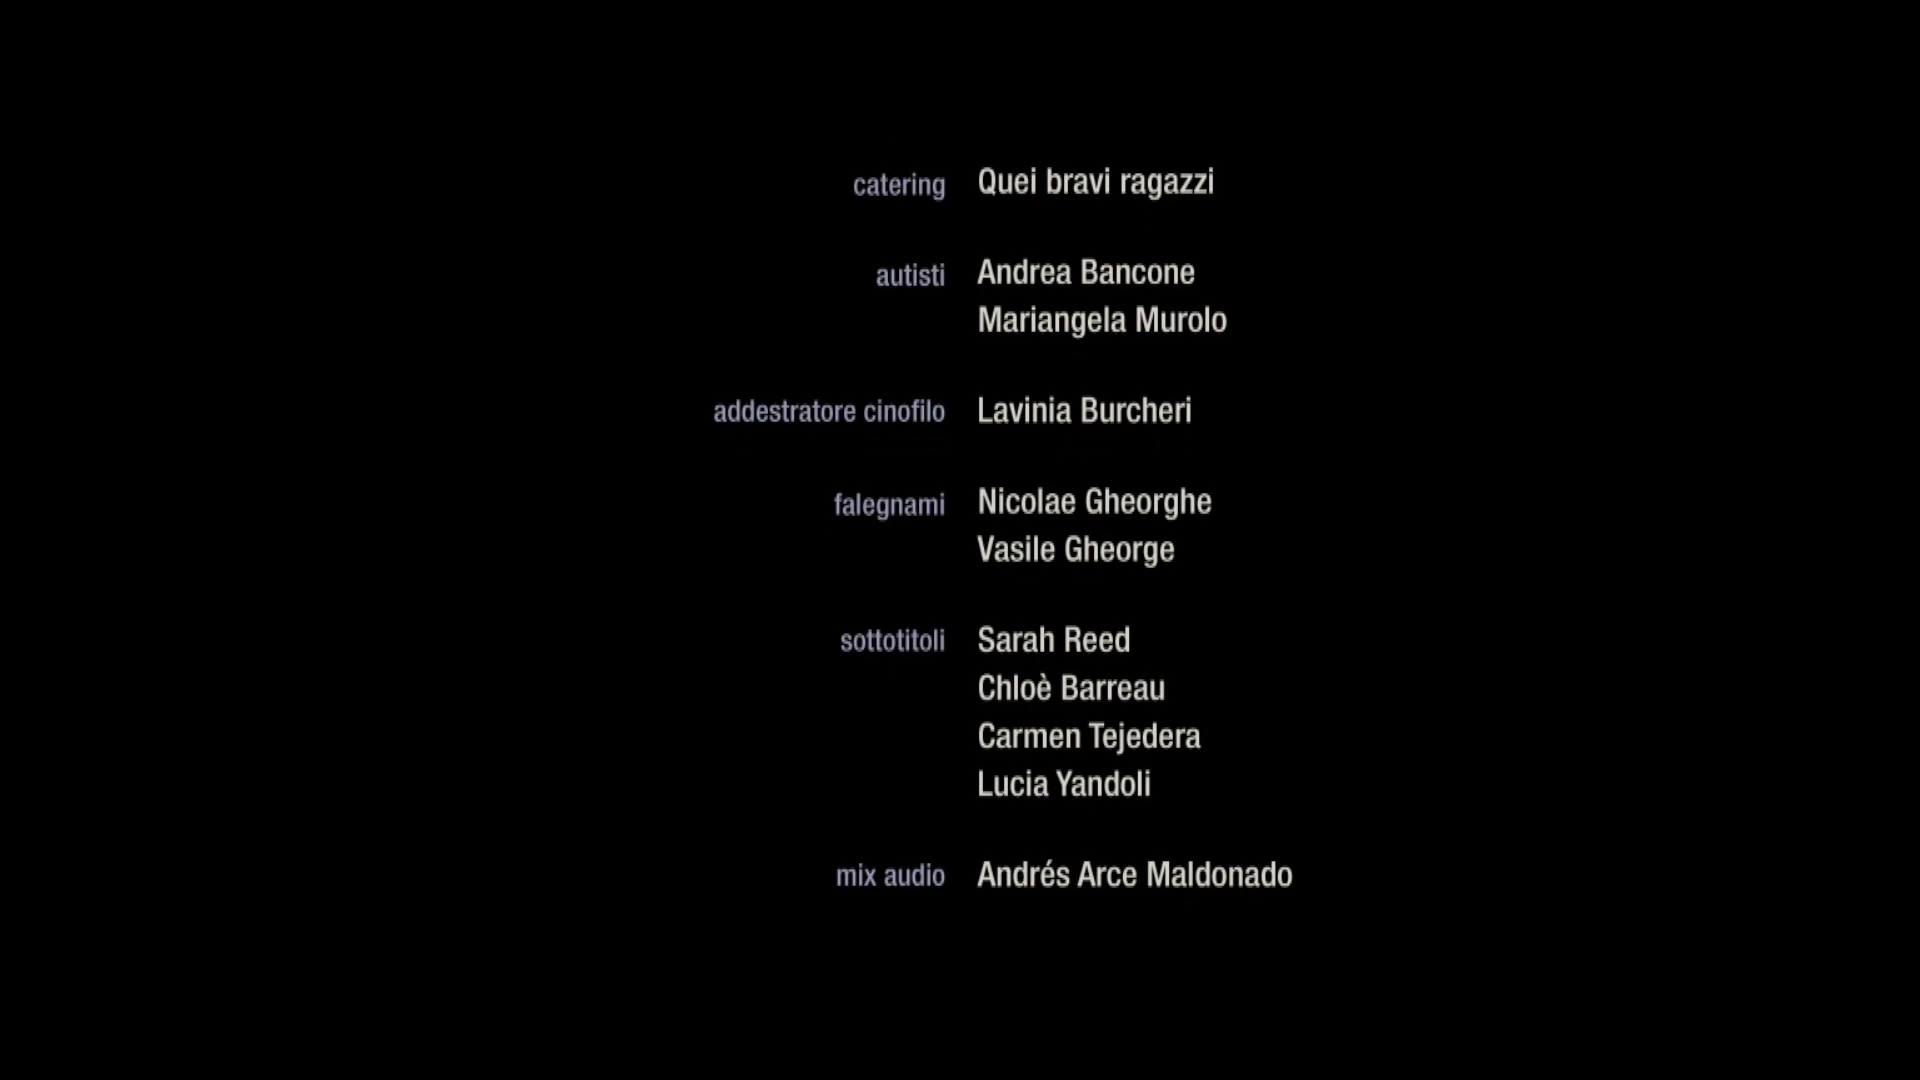 catering Quei bravi ragazzi
autisti Andrea Bancone
Mariangela Murolo
addestratore cinofilo Lavinia Burcheri
falegnami Nicolae Gheorghe
Vasile Gheorge
sottotitoli Sarah Reed
Chloè Barreau
Carmen Tejedera
Lucia Yandoli
mix audio Andrés Arce Maldonado